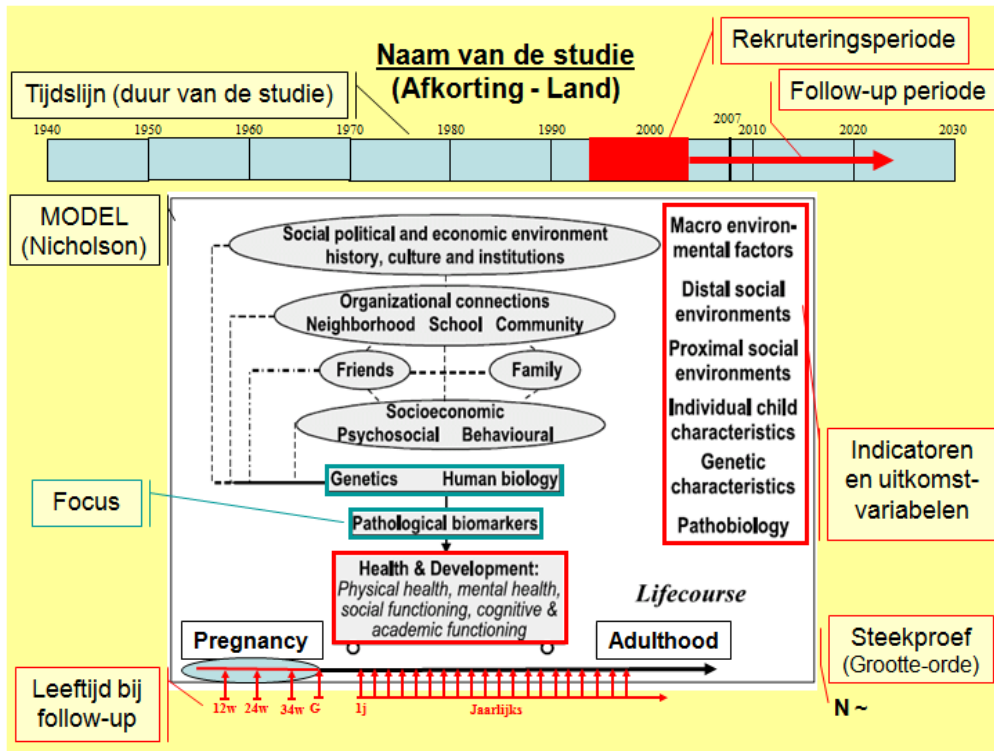 Naam van de studie
(Afkorting - Land)
Rekruteringsperiode
Tijdslijn (duur van de studie)
Follow-up periode
1940 1950 1960 1970 1980 1990 2000 2007 2010 2020 2030
MODEL
(Nicholson)
Social political and economic environment
history, culture and institutions
Organizational connections
Neighborhood School Community
Friends Family
Socioeconomic
Psychosocial Behavioural
Genetics Human biology
Pathological biomarkers
Health & Development:
Physical health, mental health,
social functioning, cognitive &
academic functioning
Macro environ-
mental factors
Distal social
environments
Proximal social
environments
Individual child
characteristics
Genetic
characteristics
Pathobiology
Focus
Indicatoren
en uitkomst-
variabelen
Lifecourse
Pregnancy
Adulthood
Steekproef
(Grootte-orde)
N ~
Leeftijd bij
follow-up
12w 24w 34w G 1j Jaarlijks